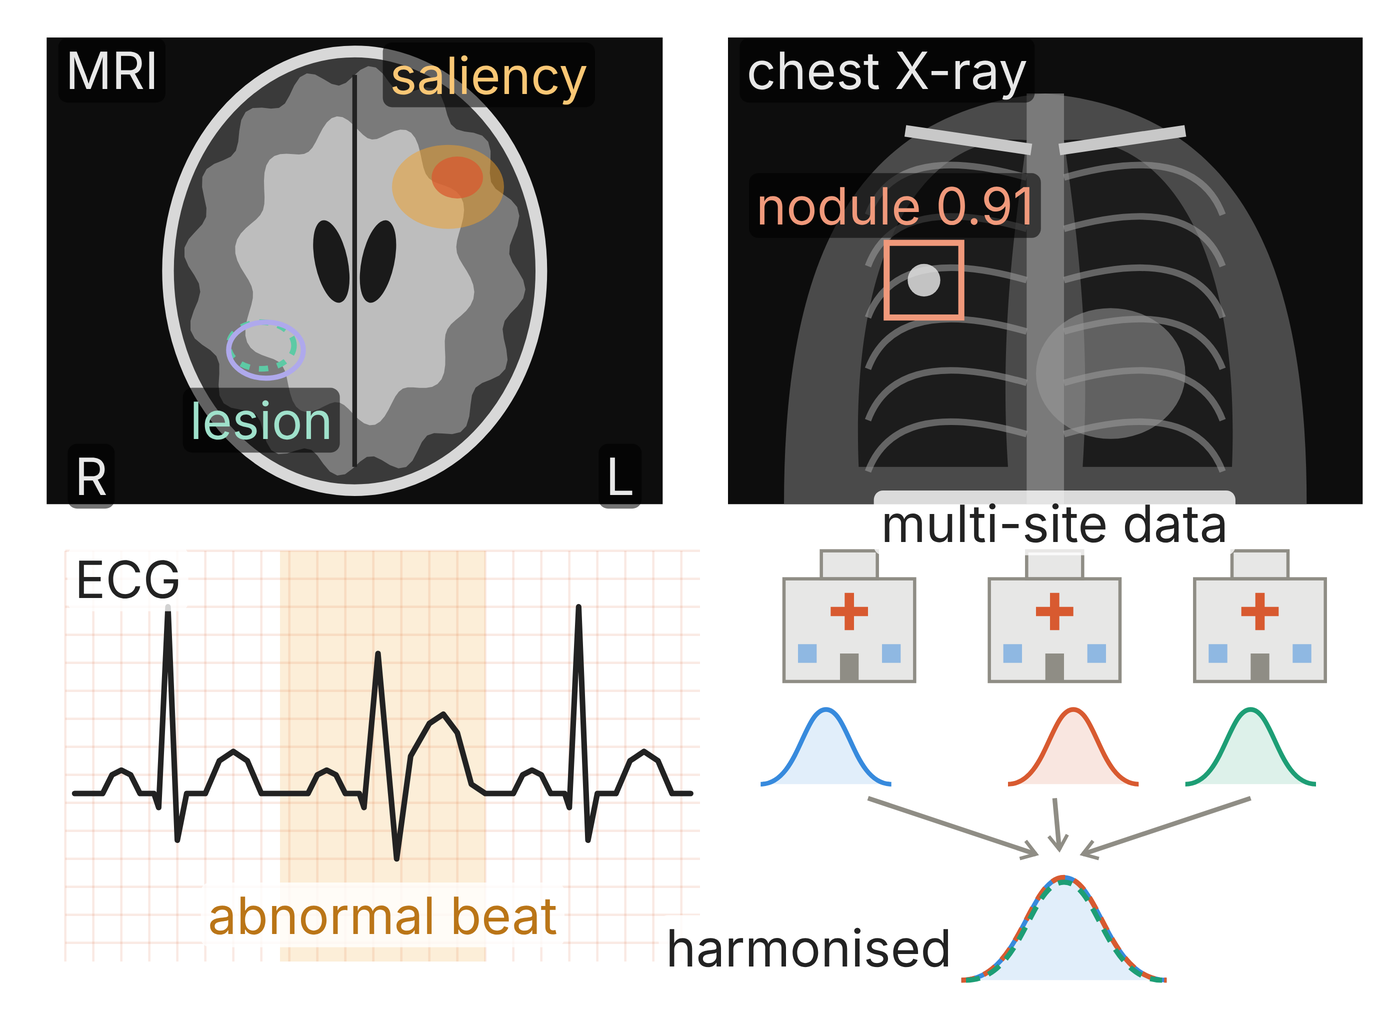 MRI
saliency
lesion
R
L
chest X-ray
nodule 0.91
ECG
abnormal beat
multi-site data
harmonised